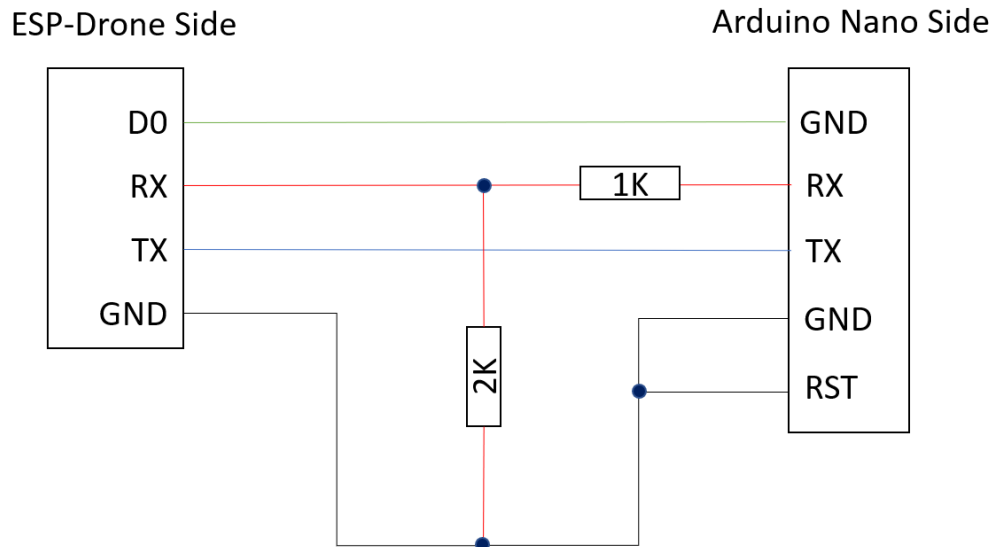 ESP-Drone Side
Arduino Nano Side
D0
GND
RX
1K
RX
TX
TX
GND
GND
2K
RST